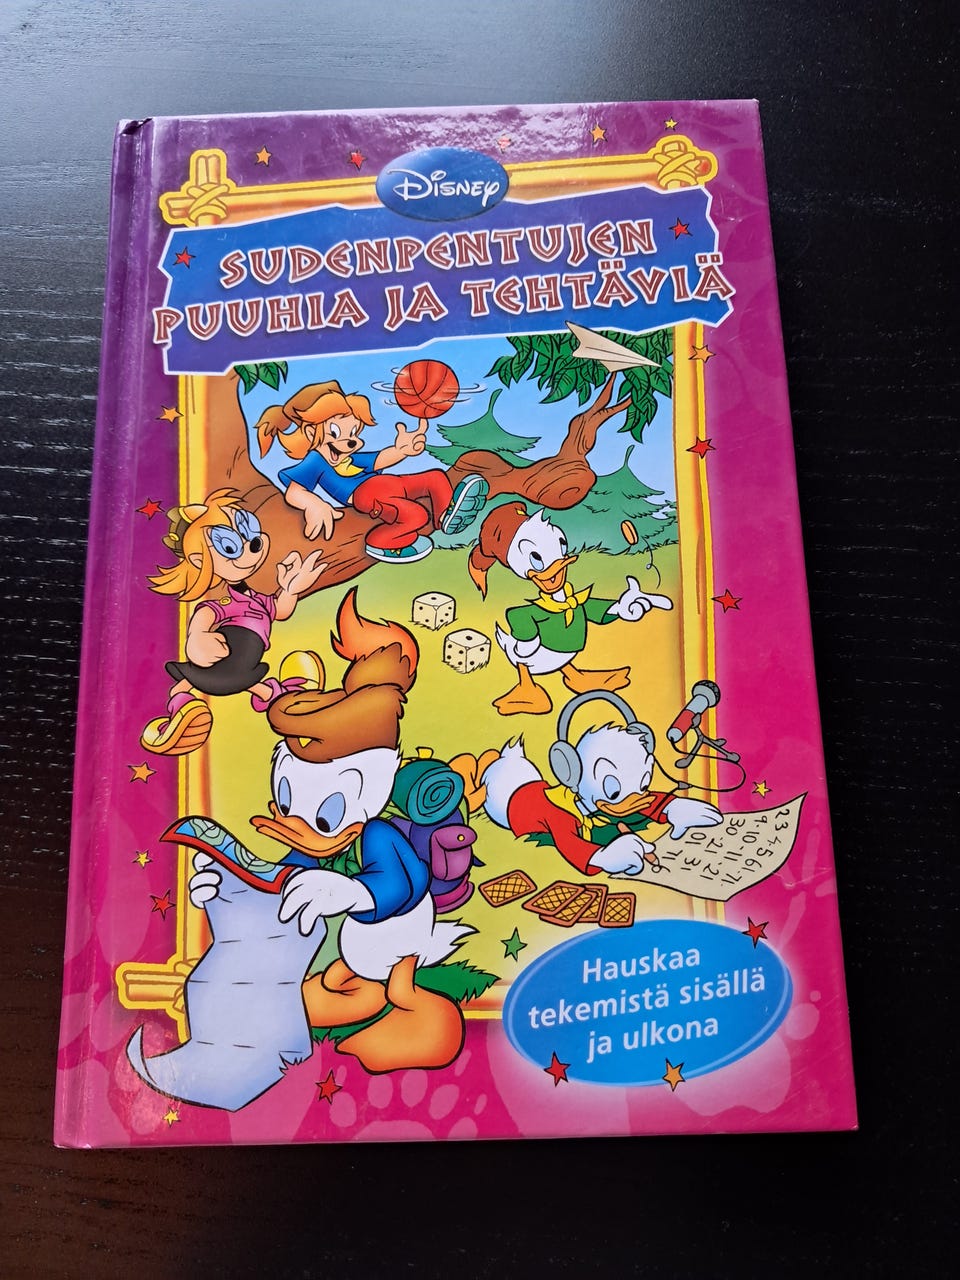 Disney
SUDENPENTUJEN
PUUHIA JA TEHTÄVIÄ
Hauskaa
tekemistä sisällä
ja ulkona